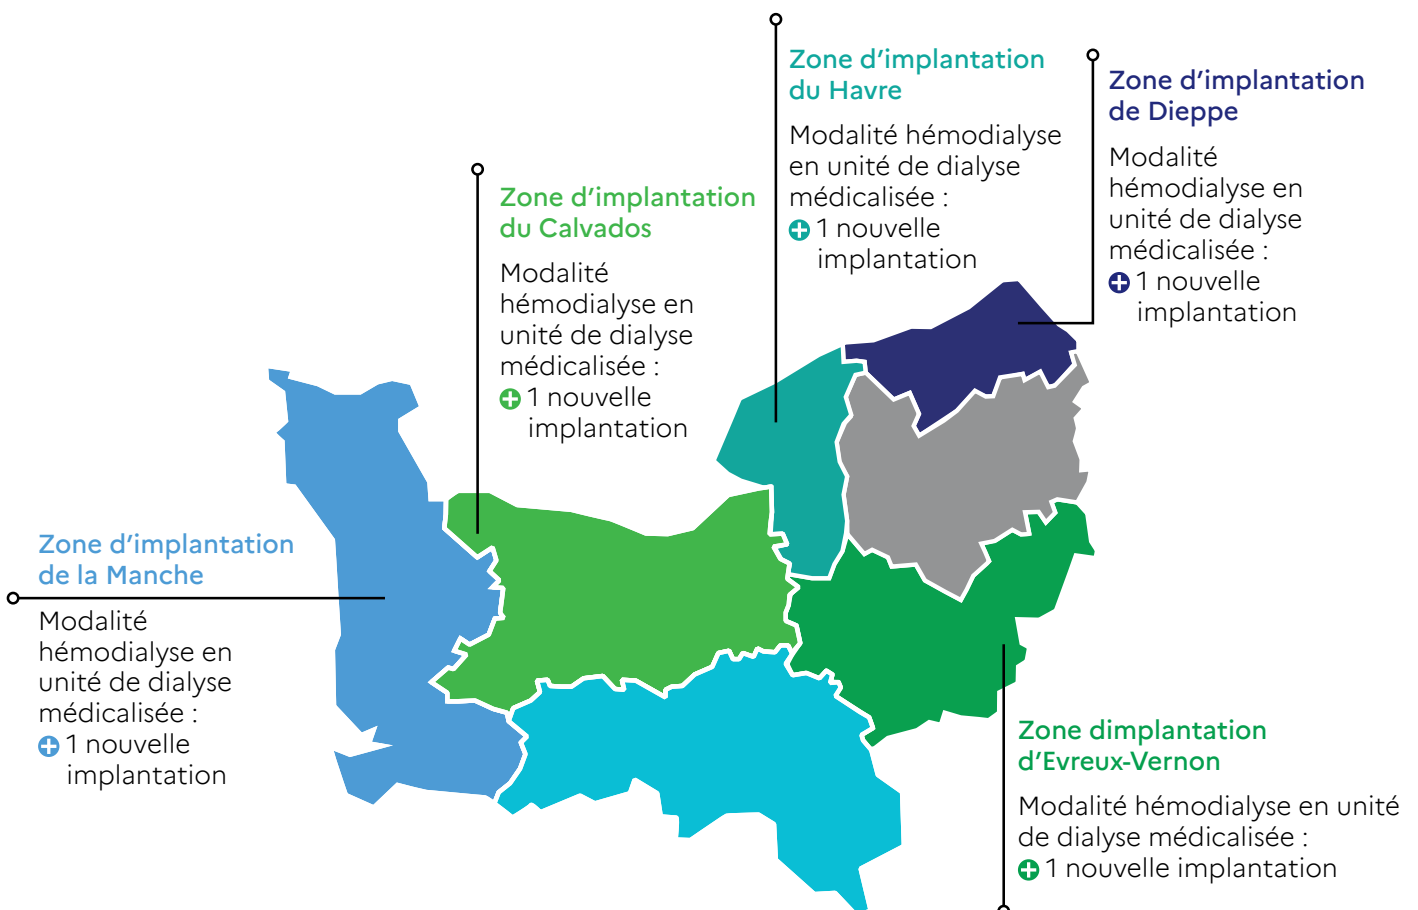 Zone d'implantation
du Havre
Modalité hémodialyse
en unité de dialyse
médicalisée :
1 nouvelle
implantation
Zone d'implantation
de Dieppe
Modalité
hémodialyse en
unité de dialyse
médicalisée :
1 nouvelle
implantation
Zone d'implantation
du Calvados
Modalité
hémodialyse en
unité de dialyse
médicalisée :
1 nouvelle
implantation
Zone d'implantation
de la Manche
Modalité
hémodialyse en
unité de dialyse
médicalisée :
1 nouvelle
implantation
Zone dimplantation
d'Evreux-Vernon
Modalité hémodialyse en unité
de dialyse médicalisée :
1 nouvelle implantation